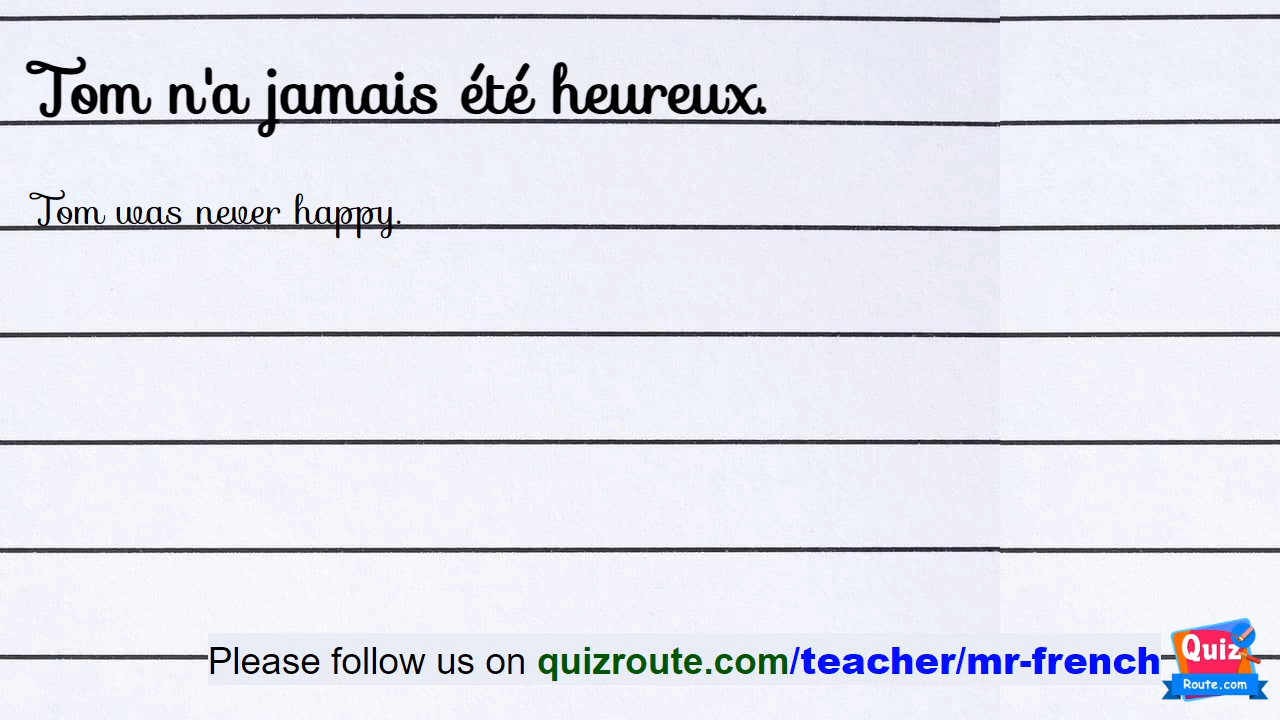 Tom n'a jamais été heureux.
Tom was never happy.
Please follow us on quizroute.com/teacher/mr-french
Quiz
Route.com